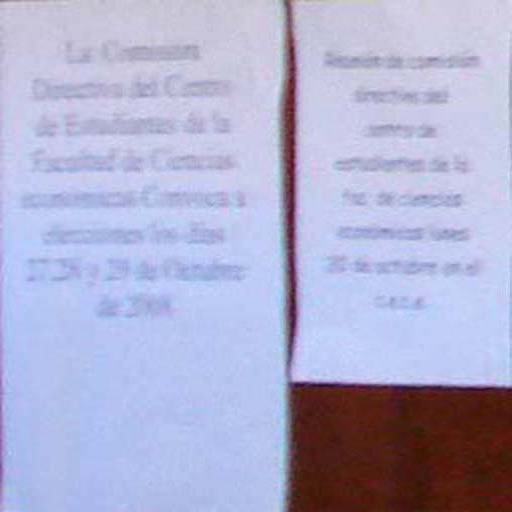 La Comision
Directiva del Centro
de Estudiantes de la
Facultad de Ciencias
economicas Convoca a
elecciones los dias
27,28 y 29 de Octubre
de 2008
Reunión de comisión
directiva del
centro de
estudiantes de la
fac. de ciencias
económicas lunes
20 de octubre en el